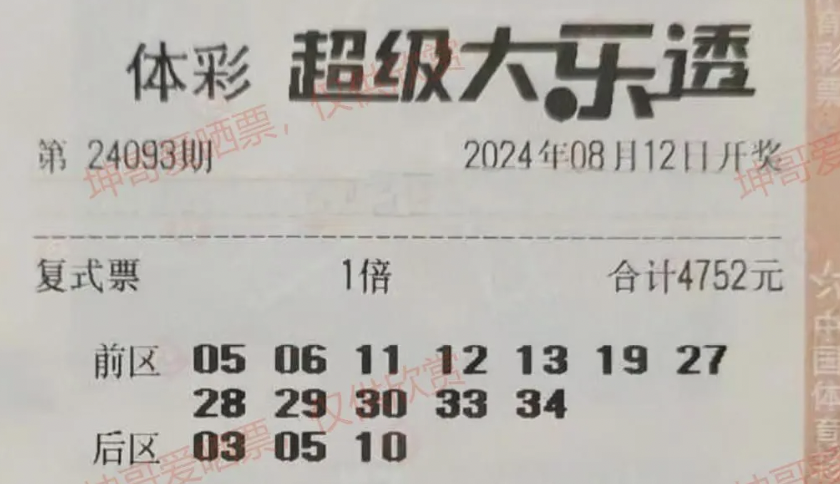 体彩 超级大乐透
第 24093期 2024年08月12日开奖
复式票 1倍 合计4752元
前区 05 06 11 12 13 19 27
28 29 30 33 34
后区 03 05 10
坤哥爱晒票，仅供欣赏
坤哥爱晒票，仅供欣赏
坤哥爱
坤哥爱晒票
中国体育